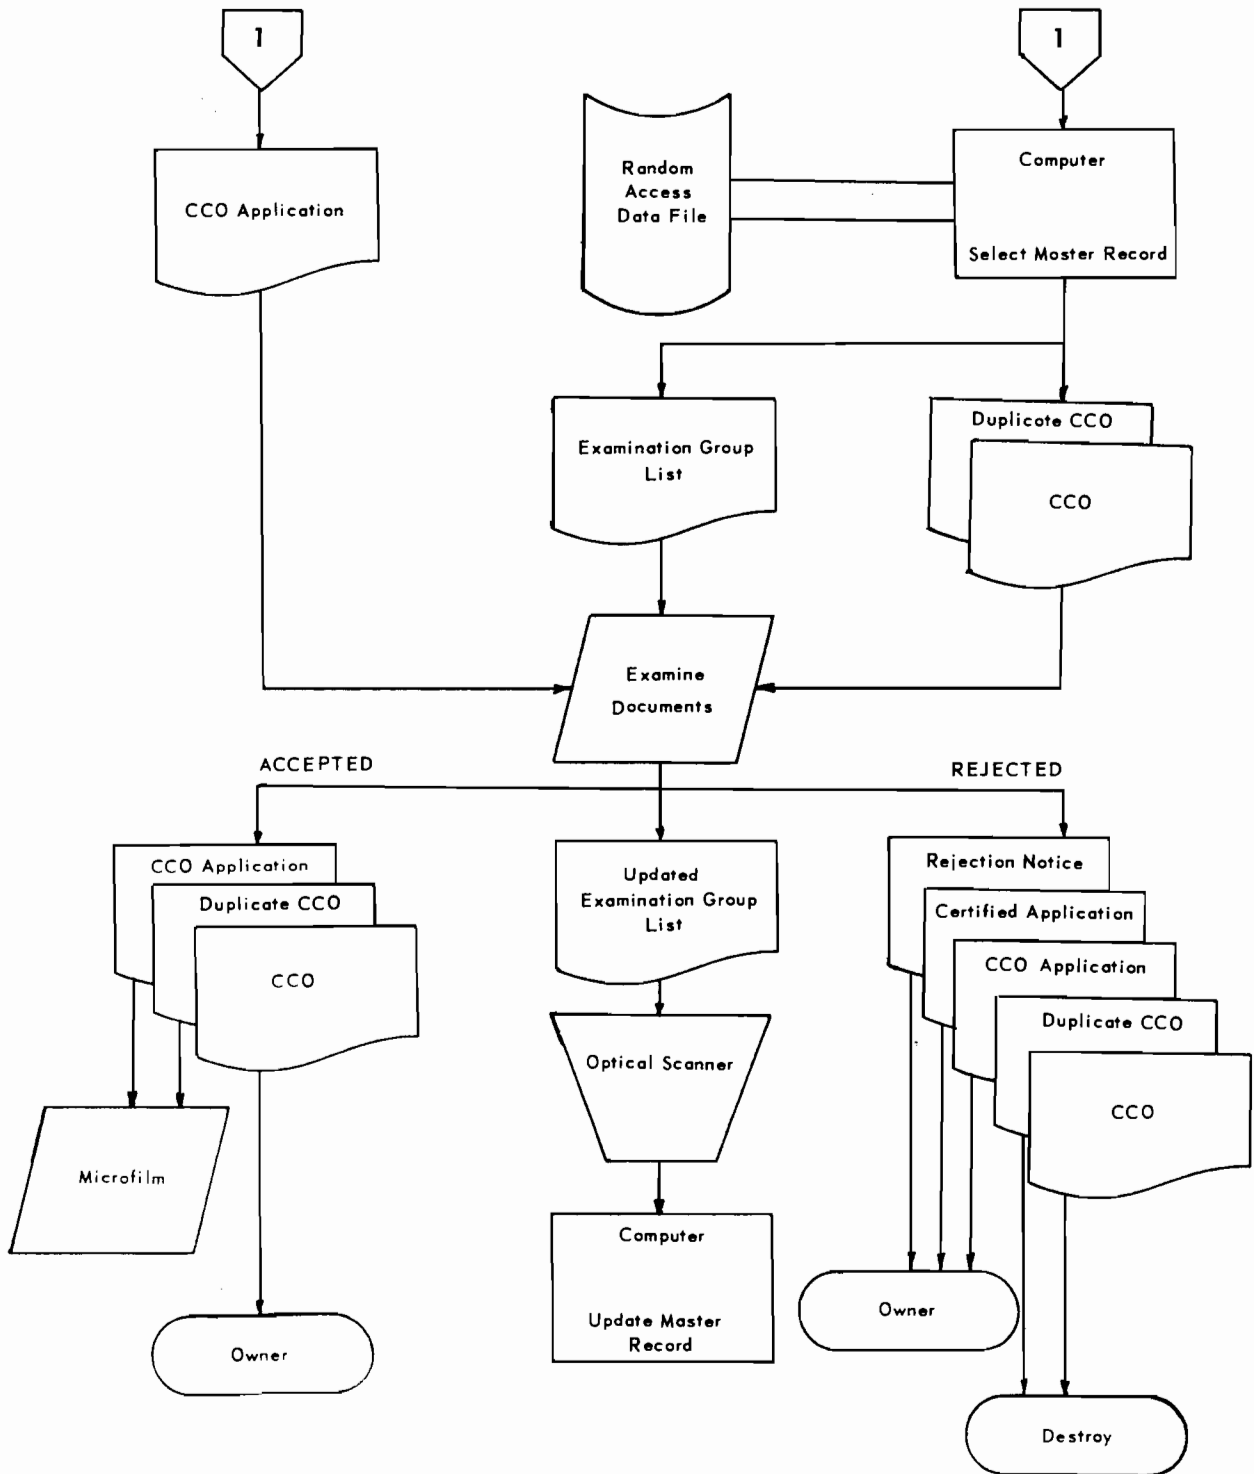 1
1
CCO Application
Random
Access
Data File
Computer
Select Moster Record
Examination Group
List
Duplicote CCO
CCO
Examine
Documents
ACCEPTED
REJECTED
CCO Application
Duplicate CCO
CCO
Updated
Examination Group
List
Rejection Notice
Certified Application
CCO Application
Duplicate CCO
CCO
Optical Scanner
Microfilm
Computer
Update Master
Record
Owner
Owner
Destroy